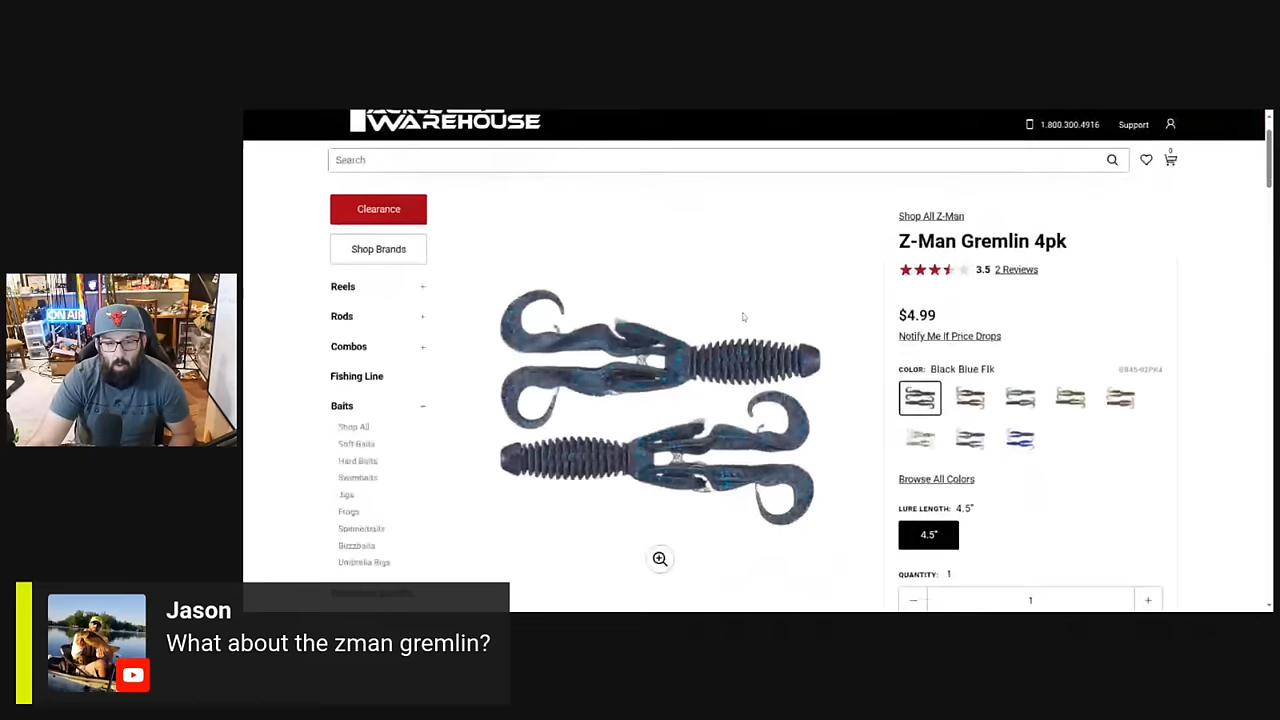 WAREHOUSE
1.800.300.4916
Support
Search
0
Clearance
Shop Brands
Reels +
Rods +
Combos +
Fishing Line
Baits −
Shop All
Soft Baits
Hard Baits
Swimbaits
Jigs
Frogs
Spinnerbaits
Buzzbaits
Umbrella Rigs
Shop All Z-Man
Z-Man Gremlin 4pk
3.5 2 Reviews
$4.99
Notify Me If Price Drops
COLOR: Black Blue Flk
Browse All Colors
LURE LENGTH: 4.5"
4.5"
QUANTITY: 1
− 1 +
ON AIR
Jason
What about the zman gremlin?